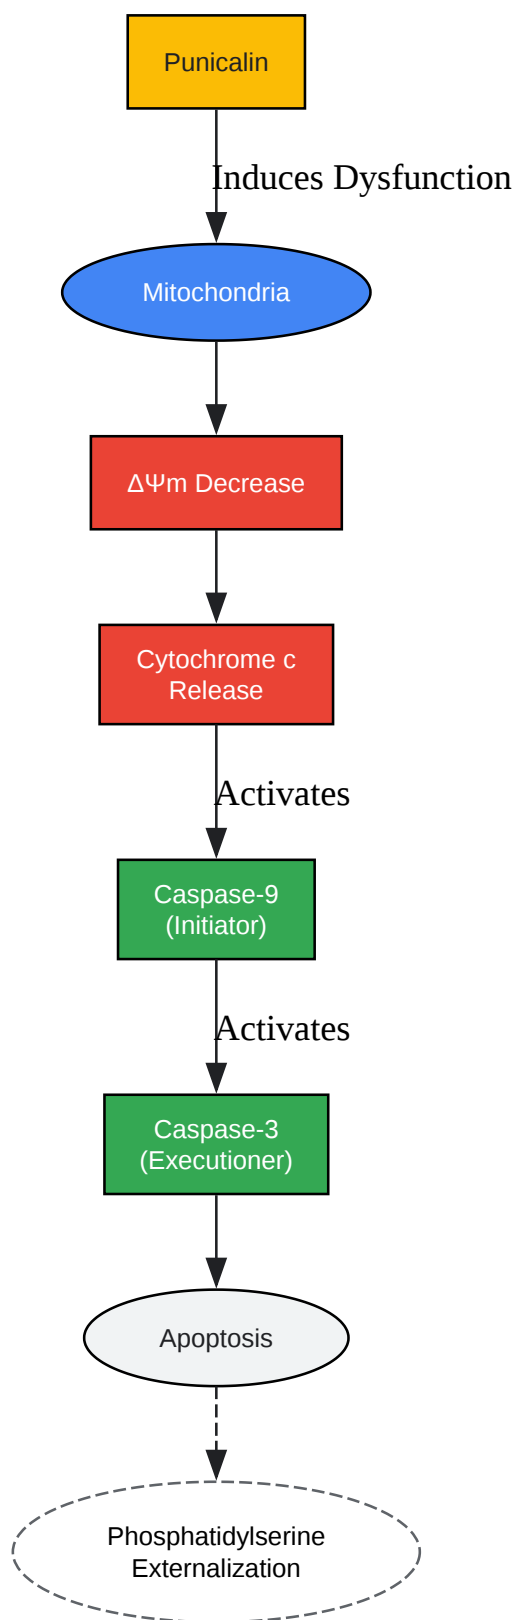 Punicalin
Induces Dysfunction
Mitochondria
ΔΨm Decrease
Cytochrome c
Release
Activates
Caspase-9
(Initiator)
Activates
Caspase-3
(Executioner)
Apoptosis
Phosphatidylserine
Externalization